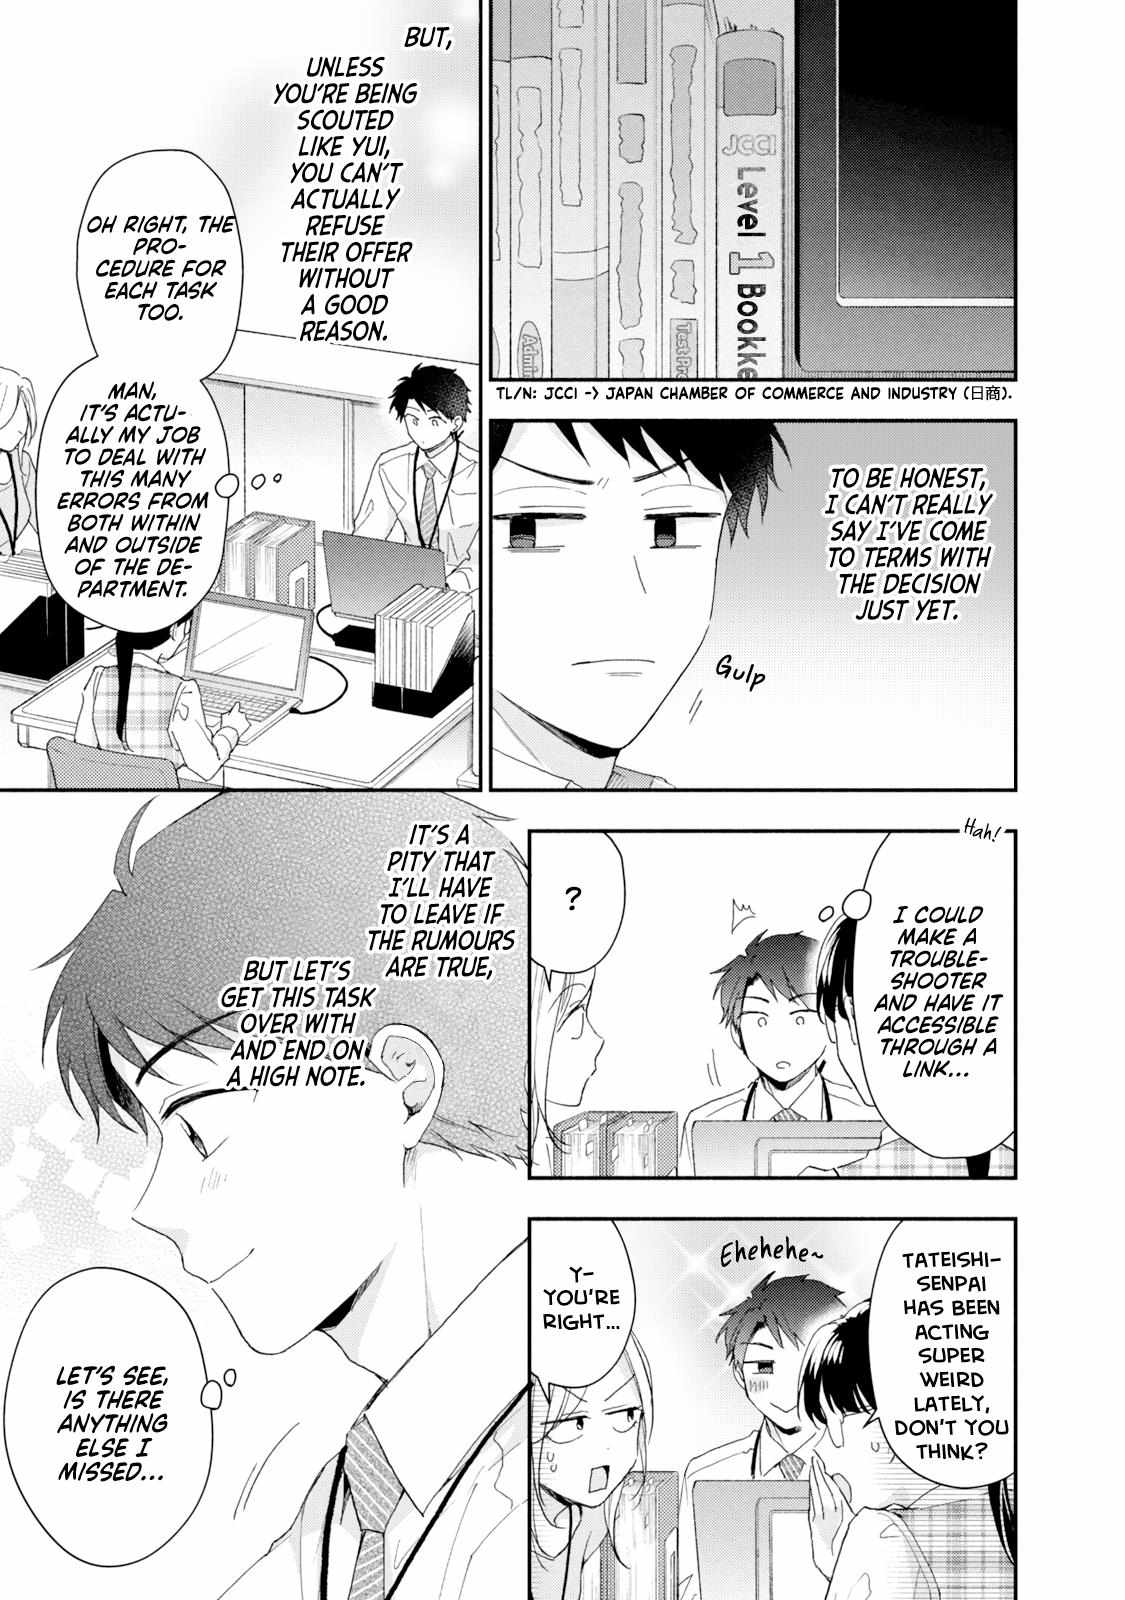 JCCI Level 1 Bookke
Test Pr
Admin
TL/N: JCCI -> JAPAN CHAMBER OF COMMERCE AND INDUSTRY (日商).
TO BE HONEST,
I CAN'T REALLY
SAY I'VE COME
TO TERMS WITH
THE DECISION
JUST YET.
Gulp
BUT,
UNLESS
YOU'RE BEING
SCOUTED
LIKE YUI,
YOU CAN'T
ACTUALLY
REFUSE
THEIR OFFER
WITHOUT
A GOOD
REASON.
OH RIGHT, THE
PRO-
CEDURE FOR
EACH TASK
TOO.
MAN,
IT'S ACTU-
ALLY MY JOB
TO DEAL WITH
THIS MANY
ERRORS FROM
BOTH WITHIN
AND OUTSIDE
OF THE DE-
PARTMENT.
Hah!
I COULD
MAKE A
TROUBLE-
SHOOTER
AND HAVE IT
ACCESSIBLE
THROUGH A
LINK...
?
TATEISHI-
SENPAI
HAS BEEN
ACTING
SUPER
WEIRD
LATELY,
DON'T YOU
THINK?
Ehehehe~
Y-
YOU'RE
RIGHT...
IT'S A
PITY THAT
I'LL HAVE
TO LEAVE IF
THE RUMOURS
ARE TRUE,
BUT LET'S
GET THIS TASK
OVER WITH
AND END ON
A HIGH NOTE.
LET'S SEE,
IS THERE
ANYTHING
ELSE I
MISSED...